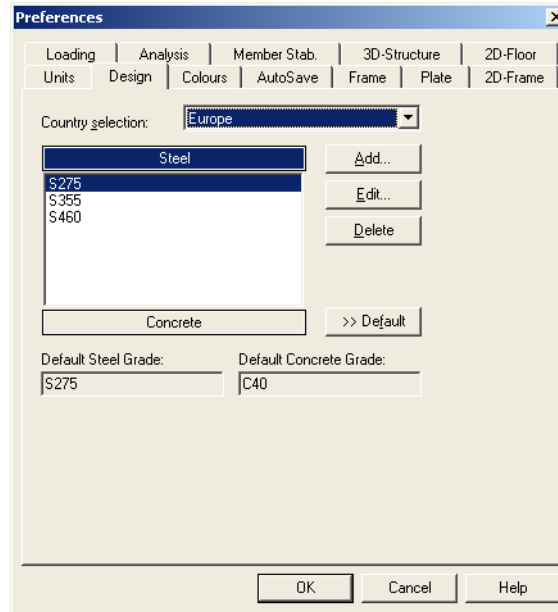 Preferences
Loading Analysis Member Stab. 3D-Structure 2D-Floor
Units Design Colours AutoSave Frame Plate 2D-Frame
Country selection: Europe
Steel Add...
S275
S355 Edit...
S460
Delete
Concrete >> Default
Default Steel Grade: Default Concrete Grade:
S275 C40
OK Cancel Help